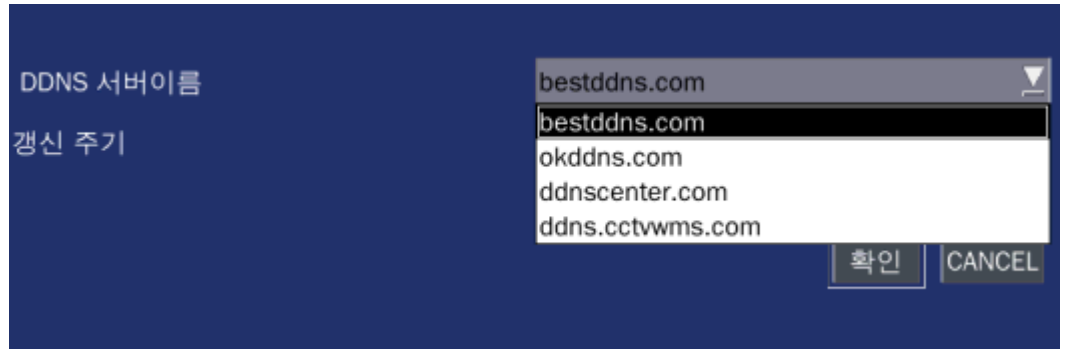 DDNS 서버이름
bestddns.com
bestddns.com
갱신 주기
okddns.com
ddnscenter.com
ddns.cctvwms.com
확인
CANCEL